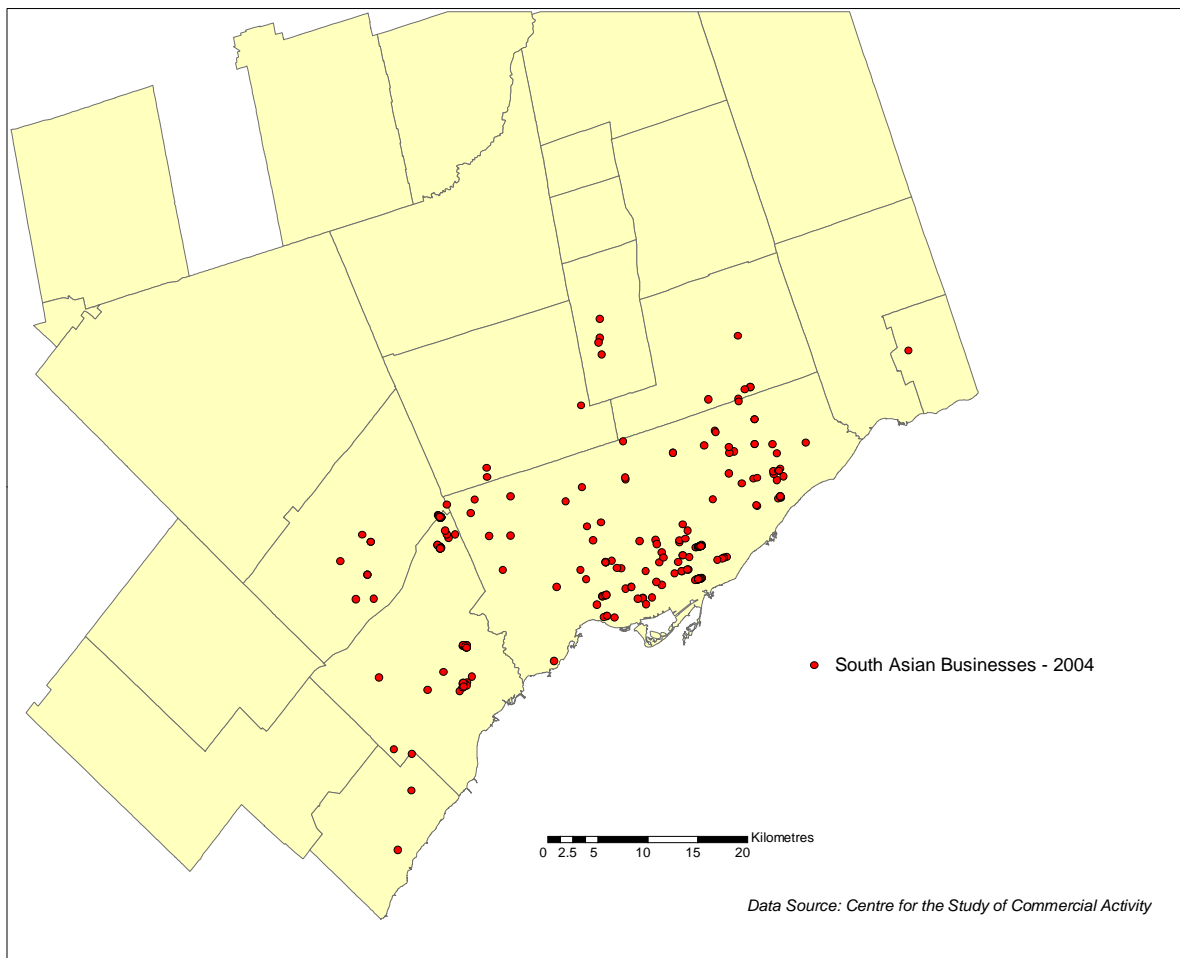 South Asian Businesses - 2004
Kilometres
0 2.5 5 10 15 20
Data Source: Centre for the Study of Commercial Activity